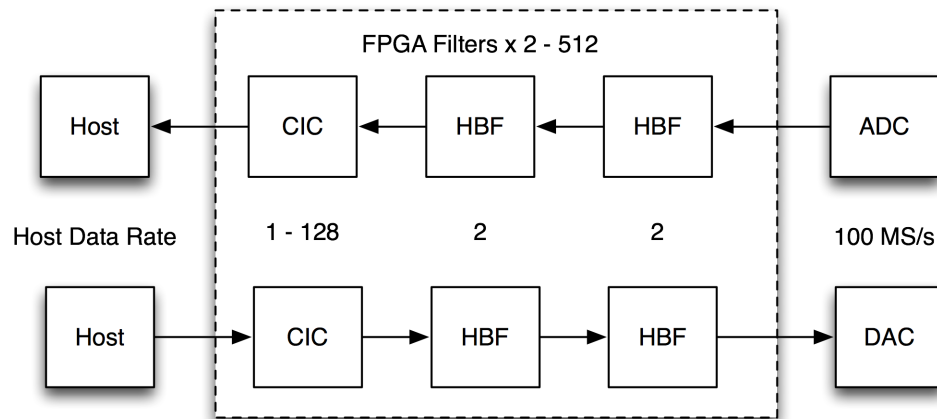 FPGA Filters x 2 - 512
Host CIC HBF HBF ADC
Host Data Rate 1 - 128 2 2 100 MS/s
Host CIC HBF HBF DAC